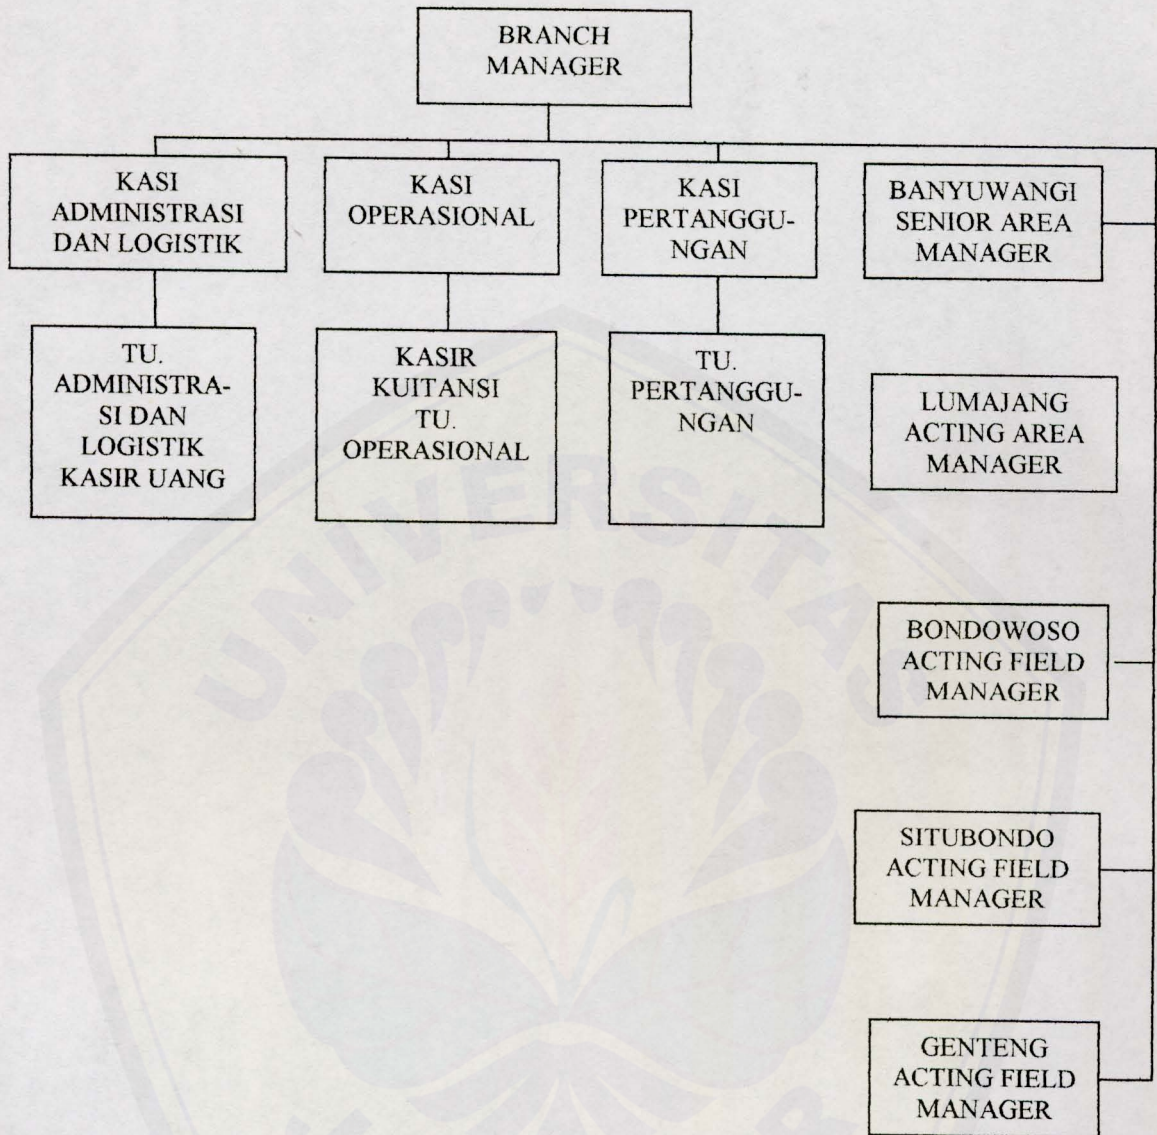 BRANCH
MANAGER
KASI
ADMINISTRASI
DAN LOGISTIK
KASI
OPERASIONAL
KASI
PERTANGGU-
NGAN
BANYUWANGI
SENIOR AREA
MANAGER
TU.
ADMINISTRA-
SI DAN
LOGISTIK
KASIR UANG
KASIR
KUITANSI
TU.
OPERASIONAL
TU.
PERTANGGU-
NGAN
LUMAJANG
ACTING AREA
MANAGER
BONDOWOSO
ACTING FIELD
MANAGER
SITUBONDO
ACTING FIELD
MANAGER
GENTENG
ACTING FIELD
MANAGER
UNIVERSITAS